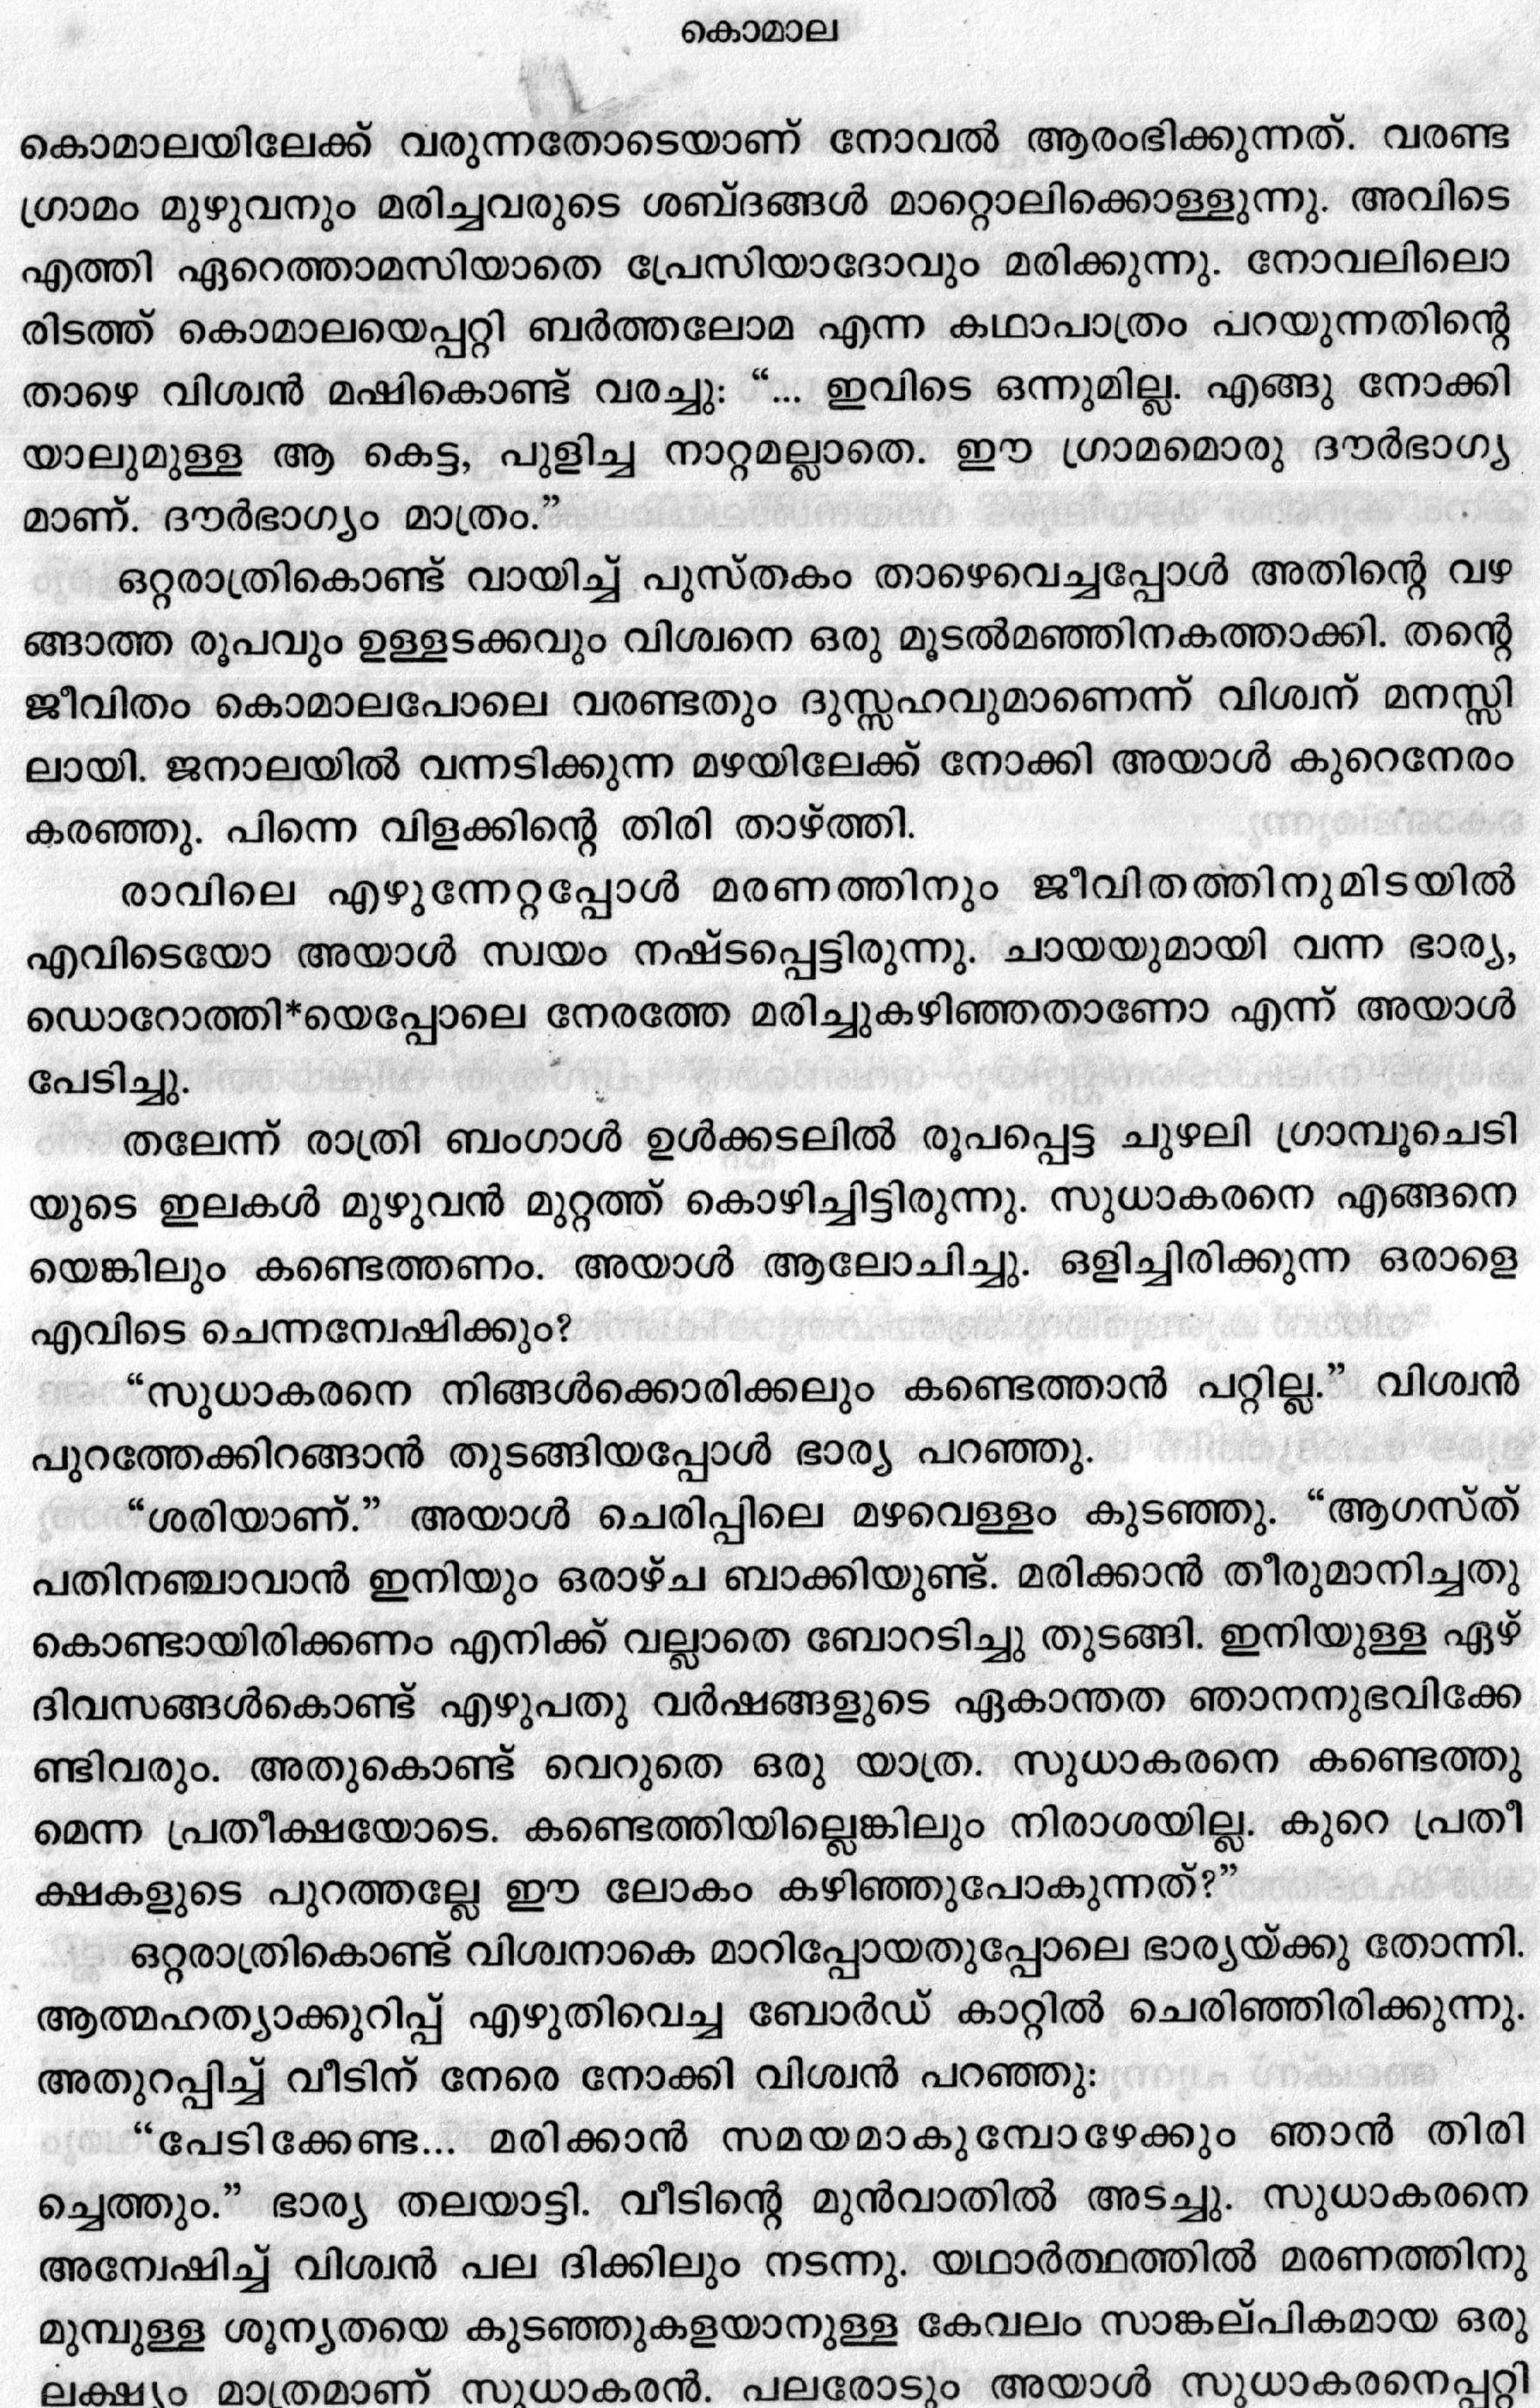 കൊമാല
കൊമാലയിലേക്ക് വരുന്നതോടെയാണ് നോവൽ ആരംഭിക്കുന്നത്. വരണ്ട
ഗ്രാമം മുഴുവനും മരിച്ചവരുടെ ശബ്ദങ്ങൾ മാറ്റൊലിക്കൊള്ളുന്നു. അവിടെ
എത്തി ഏറെത്താമസിയാതെ പ്രേസിയാദോവും മരിക്കുന്നു. നോവലിലൊ
രിടത്ത് കൊമാലയെപ്പറ്റി ബർത്തലോമ എന്ന കഥാപാത്രം പറയുന്നതിന്റെ
താഴെ വിശ്വൻ മഷികൊണ്ട് വരച്ചു: “... ഇവിടെ ഒന്നുമില്ല. എങ്ങു നോക്കി
യാലുമുള്ള ആ കെട്ട, പുളിച്ച നാറ്റമല്ലാതെ. ഈ ഗ്രാമമൊരു ദൗർഭാഗ്യ
മാണ്. ദൗർഭാഗ്യം മാത്രം.”
ഒറ്റരാത്രികൊണ്ട് വായിച്ച് പുസ്തകം താഴെവെച്ചപ്പോൾ അതിന്റെ വഴ
ങ്ങാത്ത രൂപവും ഉള്ളടക്കവും വിശ്വനെ ഒരു മൂടൽമഞ്ഞിനകത്താക്കി. തന്റെ
ജീവിതം കൊമാലപോലെ വരണ്ടതും ദുസ്സഹവുമാണെന്ന് വിശ്വന് മനസ്സി
ലായി. ജനാലയിൽ വന്നടിക്കുന്ന മഴയിലേക്ക് നോക്കി അയാൾ കുറെനേരം
കരഞ്ഞു. പിന്നെ വിളക്കിന്റെ തിരി താഴ്ത്തി.
രാവിലെ എഴുന്നേറ്റപ്പോൾ മരണത്തിനും ജീവിതത്തിനുമിടയിൽ
എവിടെയോ അയാൾ സ്വയം നഷ്ടപ്പെട്ടിരുന്നു. ചായയുമായി വന്ന ഭാര്യ,
ഡൊറോത്തി*യെപ്പോലെ നേരത്തേ മരിച്ചുകഴിഞ്ഞതാണോ എന്ന് അയാൾ
പേടിച്ചു.
തലേന്ന് രാത്രി ബംഗാൾ ഉൾക്കടലിൽ രൂപപ്പെട്ട ചുഴലി ഗ്രാമ്പൂചെടി
യുടെ ഇലകൾ മുഴുവൻ മുറ്റത്ത് കൊഴിച്ചിട്ടിരുന്നു. സുധാകരനെ എങ്ങനെ
യെങ്കിലും കണ്ടെത്തണം. അയാൾ ആലോചിച്ചു. ഒളിച്ചിരിക്കുന്ന ഒരാളെ
എവിടെ ചെന്നന്വേഷിക്കും?
“സുധാകരനെ നിങ്ങൾക്കൊരിക്കലും കണ്ടെത്താൻ പറ്റില്ല.” വിശ്വൻ
പുറത്തേക്കിറങ്ങാൻ തുടങ്ങിയപ്പോൾ ഭാര്യ പറഞ്ഞു.
“ശരിയാണ്.” അയാൾ ചെരിപ്പിലെ മഴവെള്ളം കുടഞ്ഞു. “ആഗസ്ത്
പതിനഞ്ചാവാൻ ഇനിയും ഒരാഴ്ച ബാക്കിയുണ്ട്. മരിക്കാൻ തീരുമാനിച്ചതു
കൊണ്ടായിരിക്കണം എനിക്ക് വല്ലാതെ ബോറടിച്ചു തുടങ്ങി. ഇനിയുള്ള ഏഴ്
ദിവസങ്ങൾകൊണ്ട് എഴുപതു വർഷങ്ങളുടെ ഏകാന്തത ഞാനനുഭവിക്കേ
ണ്ടിവരും. അതുകൊണ്ട് വെറുതെ ഒരു യാത്ര. സുധാകരനെ കണ്ടെത്തു
മെന്ന പ്രതീക്ഷയോടെ. കണ്ടെത്തിയില്ലെങ്കിലും നിരാശയില്ല. കുറെ പ്രതീ
ക്ഷകളുടെ പുറത്തല്ലേ ഈ ലോകം കഴിഞ്ഞുപോകുന്നത്?”
ഒറ്റരാത്രികൊണ്ട് വിശ്വനാകെ മാറിപ്പോയതുപ്പോലെ ഭാര്യയ്ക്കു തോന്നി.
ആത്മഹത്യാക്കുറിപ്പ് എഴുതിവെച്ച ബോർഡ് കാറ്റിൽ ചെരിഞ്ഞിരിക്കുന്നു.
അതുറപ്പിച്ച് വീടിന് നേരെ നോക്കി വിശ്വൻ പറഞ്ഞു:
“പേടിക്കേണ്ട... മരിക്കാൻ സമയമാകുമ്പോഴേക്കും ഞാൻ തിരി
ച്ചെത്തും.” ഭാര്യ തലയാട്ടി. വീടിന്റെ മുൻവാതിൽ അടച്ചു. സുധാകരനെ
അന്വേഷിച്ച് വിശ്വൻ പല ദിക്കിലും നടന്നു. യഥാർത്ഥത്തിൽ മരണത്തിനു
മുമ്പുള്ള ശൂന്യതയെ കുടഞ്ഞുകളയാനുള്ള കേവലം സാങ്കല്പികമായ ഒരു
ലക്ഷ്യം മാത്രമാണ് സുധാകരൻ. പലരോടും അയാൾ സുധാകരനെപ്പറ്റി